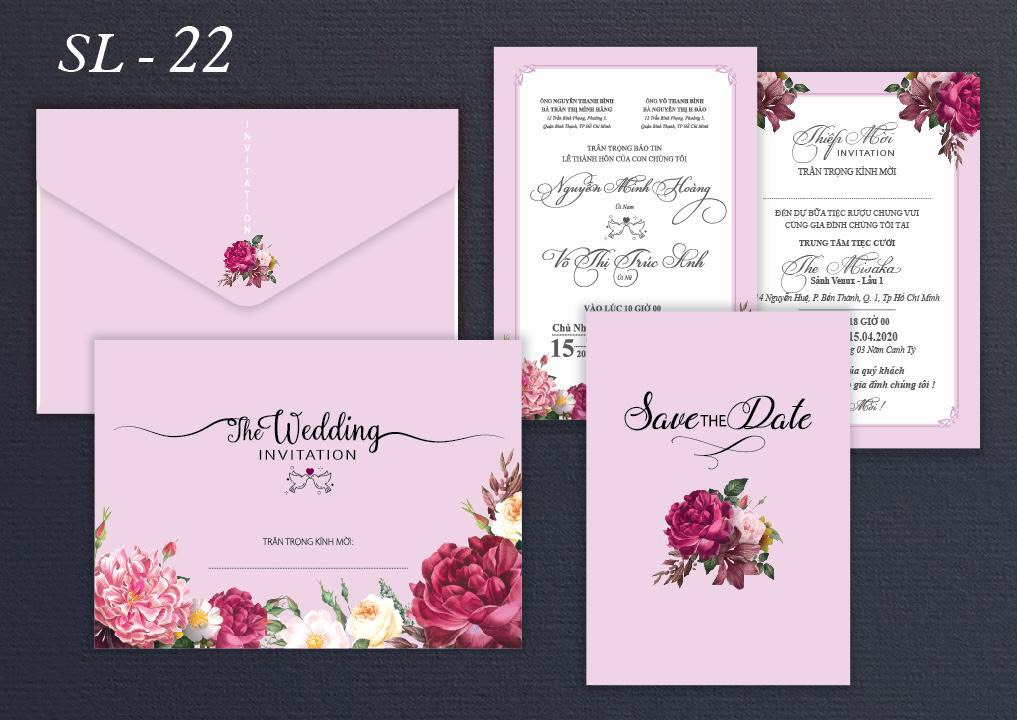 SL - 22
INVITATION
ÔNG NGUYỄN THANH BÌNH
BÀ TRẦN THỊ MINH HẰNG
12 Trần Bình Phụng, Phường 5,
Quận Bình Thạnh, TP Hồ Chí Minh
ÔNG VÕ THANH BÌNH
BÀ NGUYỄN THỊ H ĐÀO
12 Trần Bình Phụng, Phường 5,
Quận Bình Thạnh, TP Hồ Chí Minh
TRÂN TRỌNG BÁO TIN
LỄ THÀNH HÔN CỦA CON CHÚNG TÔI
Nguyễn Minh Hoàng
Út Nam
Võ Thị Trúc Anh
Út Nữ
VÀO LÚC 10 GIỜ 00
Chủ Nh
15
20
Thiệp Mời
INVITATION
TRÂN TRỌNG KÍNH MỜI
ĐẾN DỰ BỮA TIỆC RƯỢU CHUNG VUI
CÙNG GIA ĐÌNH CHÚNG TÔI TẠI
TRUNG TÂM TIỆC CƯỚI
The Misaka
Sảnh Venux - Lầu 1
4 Nguyễn Huệ, P. Bến Thành, Q. 1, Tp Hồ Chí Minh
18 GIỜ 00
15.04.2020
g 03 Năm Canh Tý
ủa quý khách
gia đình chúng tôi !
Mời !
The Wedding
INVITATION
TRÂN TRỌNG KÍNH MỜI:
Save THE Date